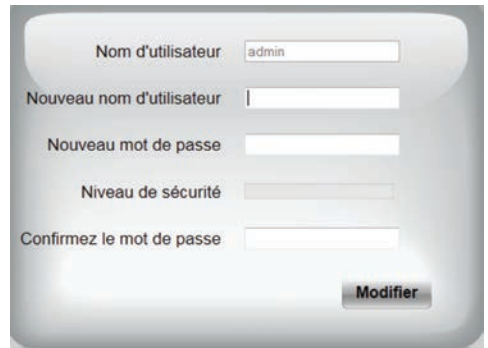 Nom d'utilisateur admin
Nouveau nom d'utilisateur
Nouveau mot de passe
Niveau de sécurité
Confirmez le mot de passe
Modifier